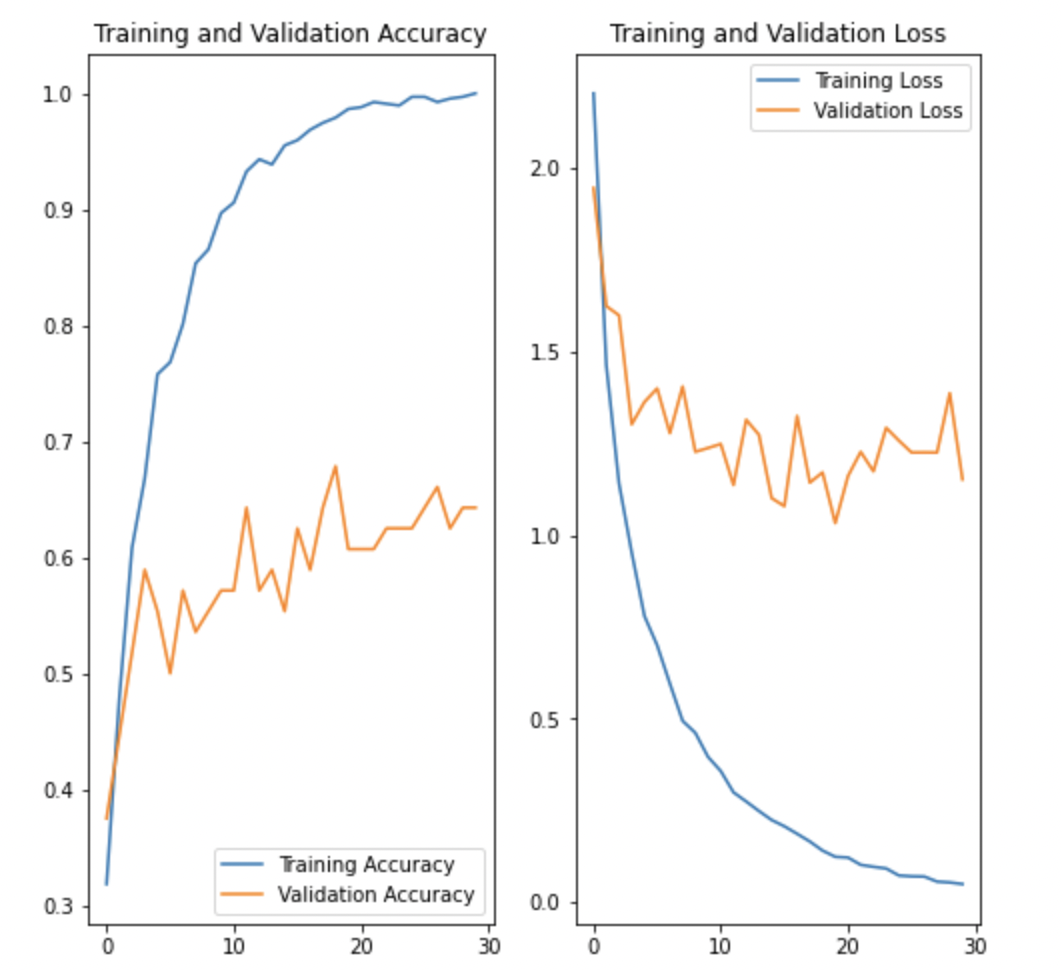 Training and Validation Accuracy
1.0
0.9
0.8
0.7
0.6
0.5
0.4
0.3
Training Accuracy
Validation Accuracy
0 10 20 30
Training and Validation Loss
Training Loss
Validation Loss
2.0
1.5
1.0
0.5
0.0
0 10 20 30